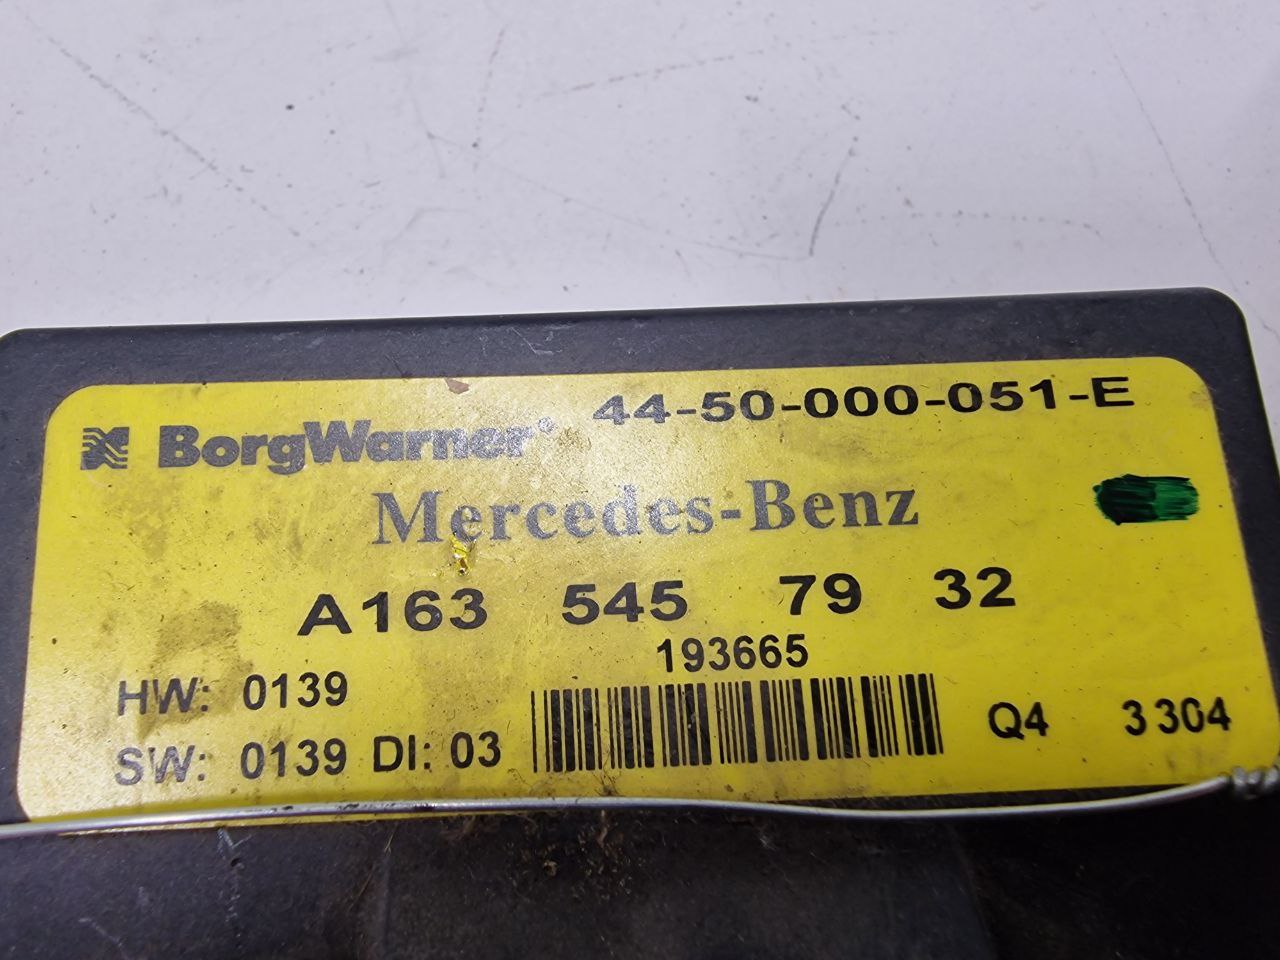 BorgWarner® 44-50-000-051-E
Mercedes-Benz
A163 545 79 32
193665
HW: 0139
SW: 0139 DI: 03
Q4 3304